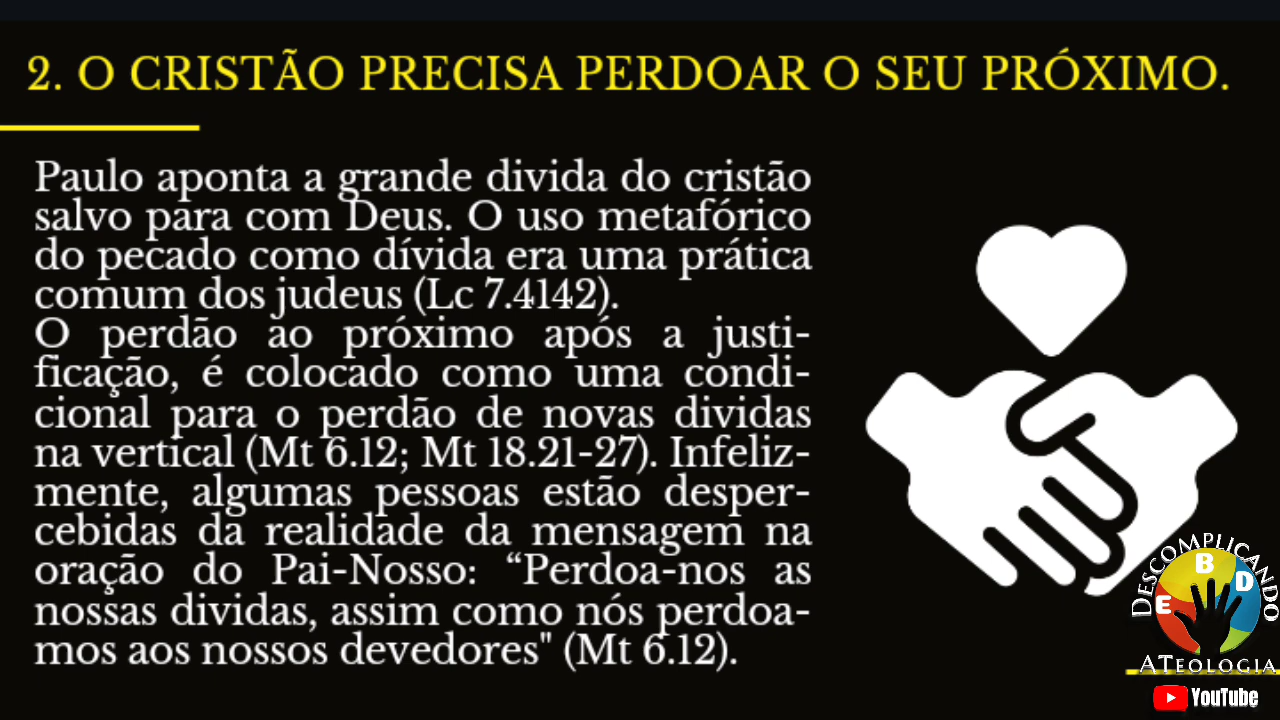 2. O CRISTÃO PRECISA PERDOAR O SEU PRÓXIMO.
Paulo aponta a grande divida do cristão
salvo para com Deus. O uso metafórico
do pecado como dívida era uma prática
comum dos judeus (Lc 7.4142).
O perdão ao próximo após a justi-
ficação, é colocado como uma condi-
cional para o perdão de novas dividas
na vertical (Mt 6.12; Mt 18.21-27). Infeliz-
mente, algumas pessoas estão desper-
cebidas da realidade da mensagem na
oração do Pai-Nosso: “Perdoa-nos as
nossas dividas, assim como nós perdoa-
mos aos nossos devedores" (Mt 6.12).
DESCOMPLICANDO
EBD
ATEOLOGIA
YouTube